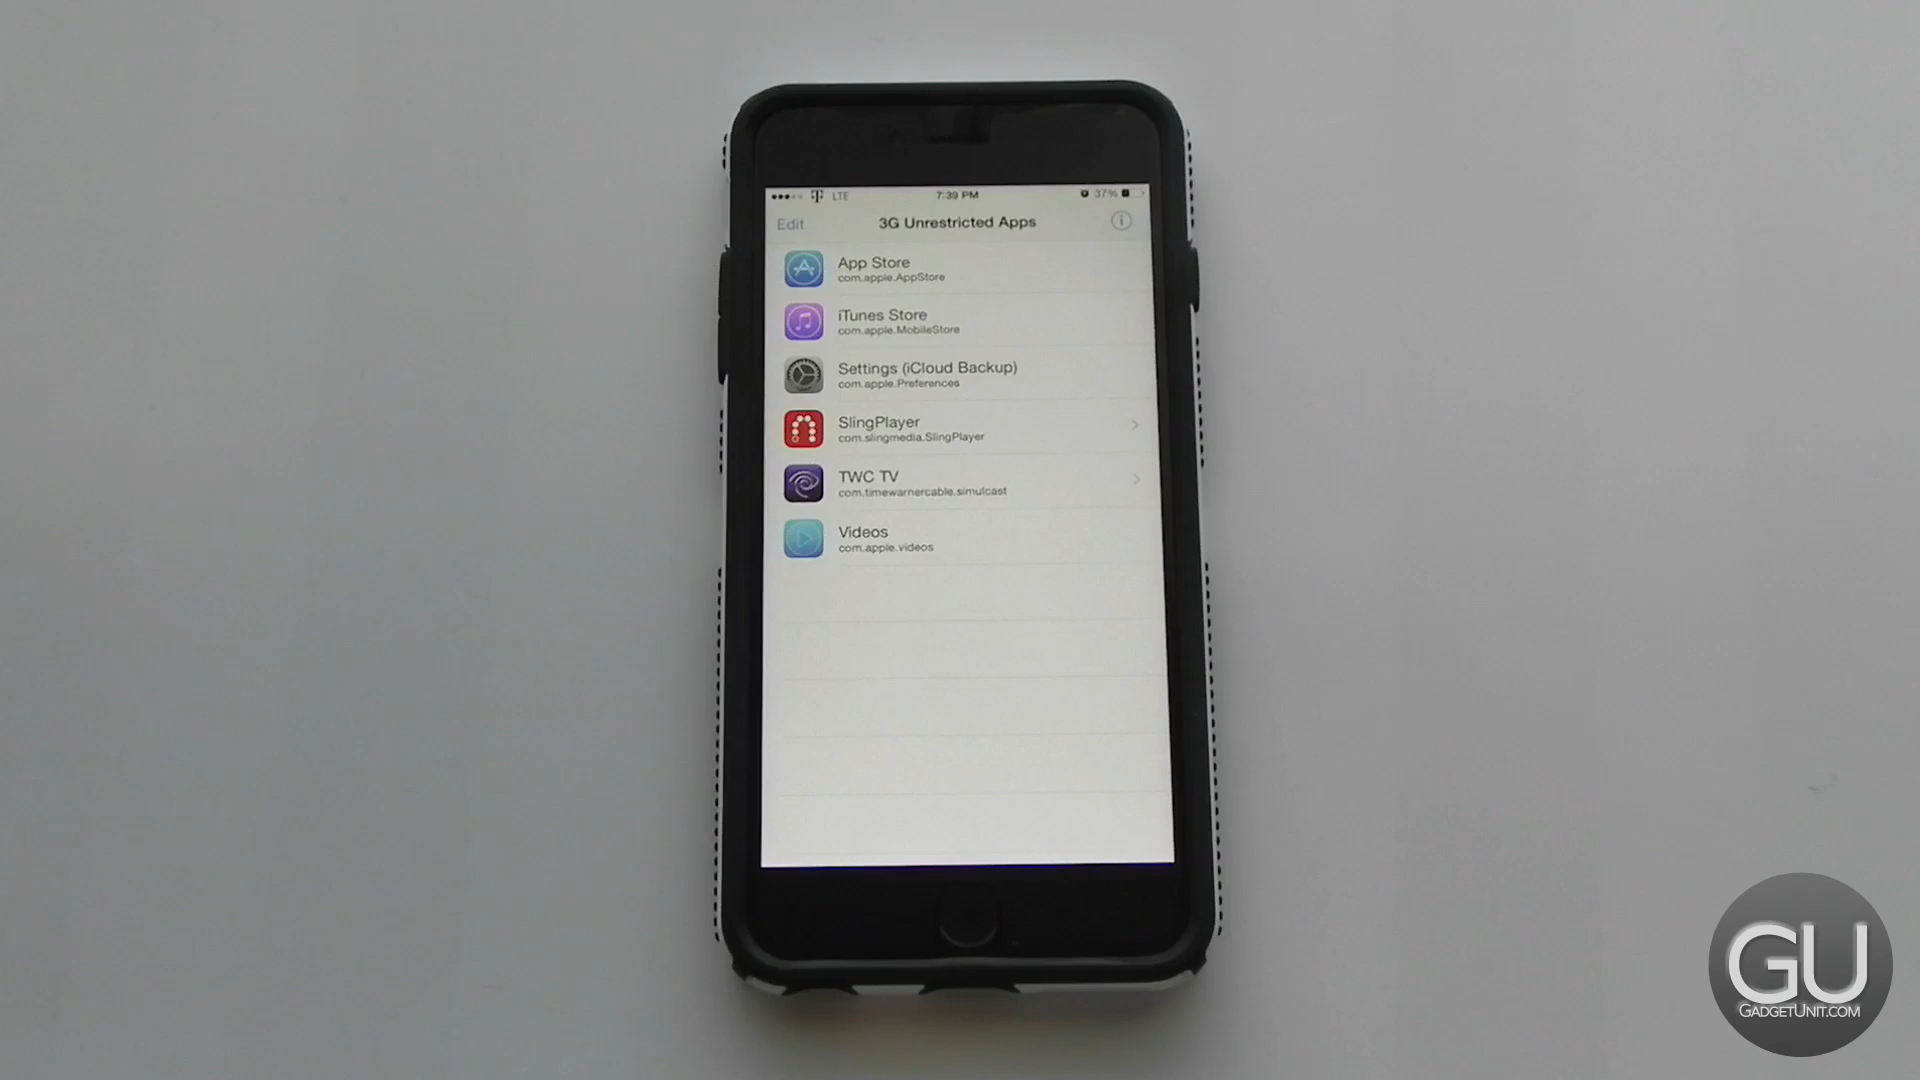 LTE 7:39 PM 37%
Edit 3G Unrestricted Apps
App Store
com.apple.AppStore
iTunes Store
com.apple.MobileStore
Settings (iCloud Backup)
com.apple.Preferences
SlingPlayer
com.slingmedia.SlingPlayer
TWC TV
com.timewarnercable.simulcast
Videos
com.apple.videos
GU
GADGETUNIT.COM